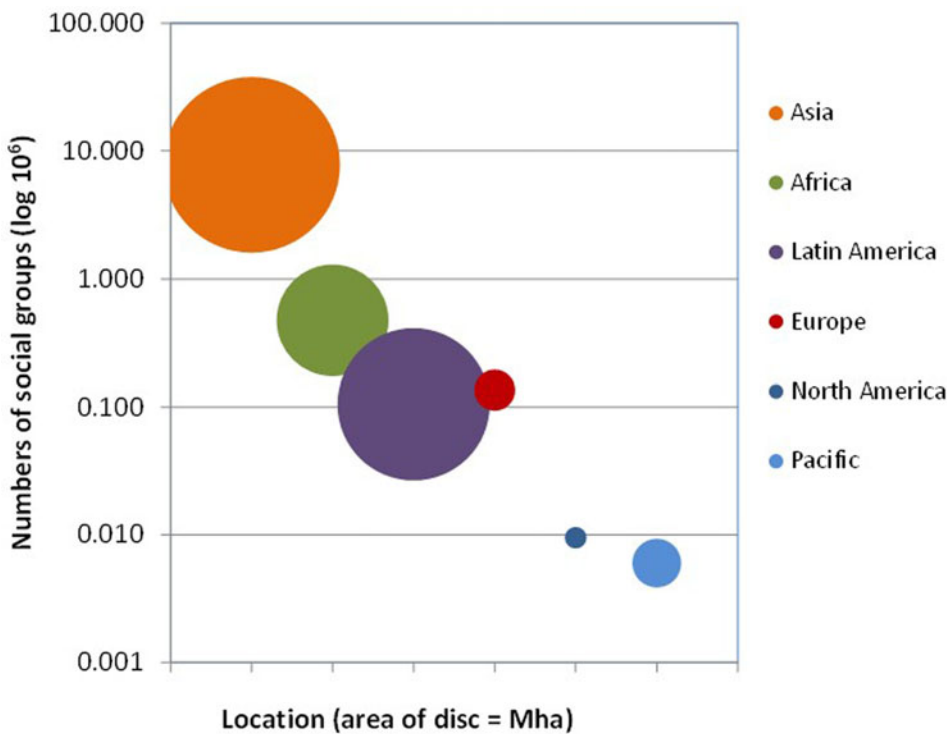 Numbers of social groups (log 10⁶)
100.000
10.000
1.000
0.100
0.010
0.001
Location (area of disc = Mha)
Asia
Africa
Latin America
Europe
North America
Pacific